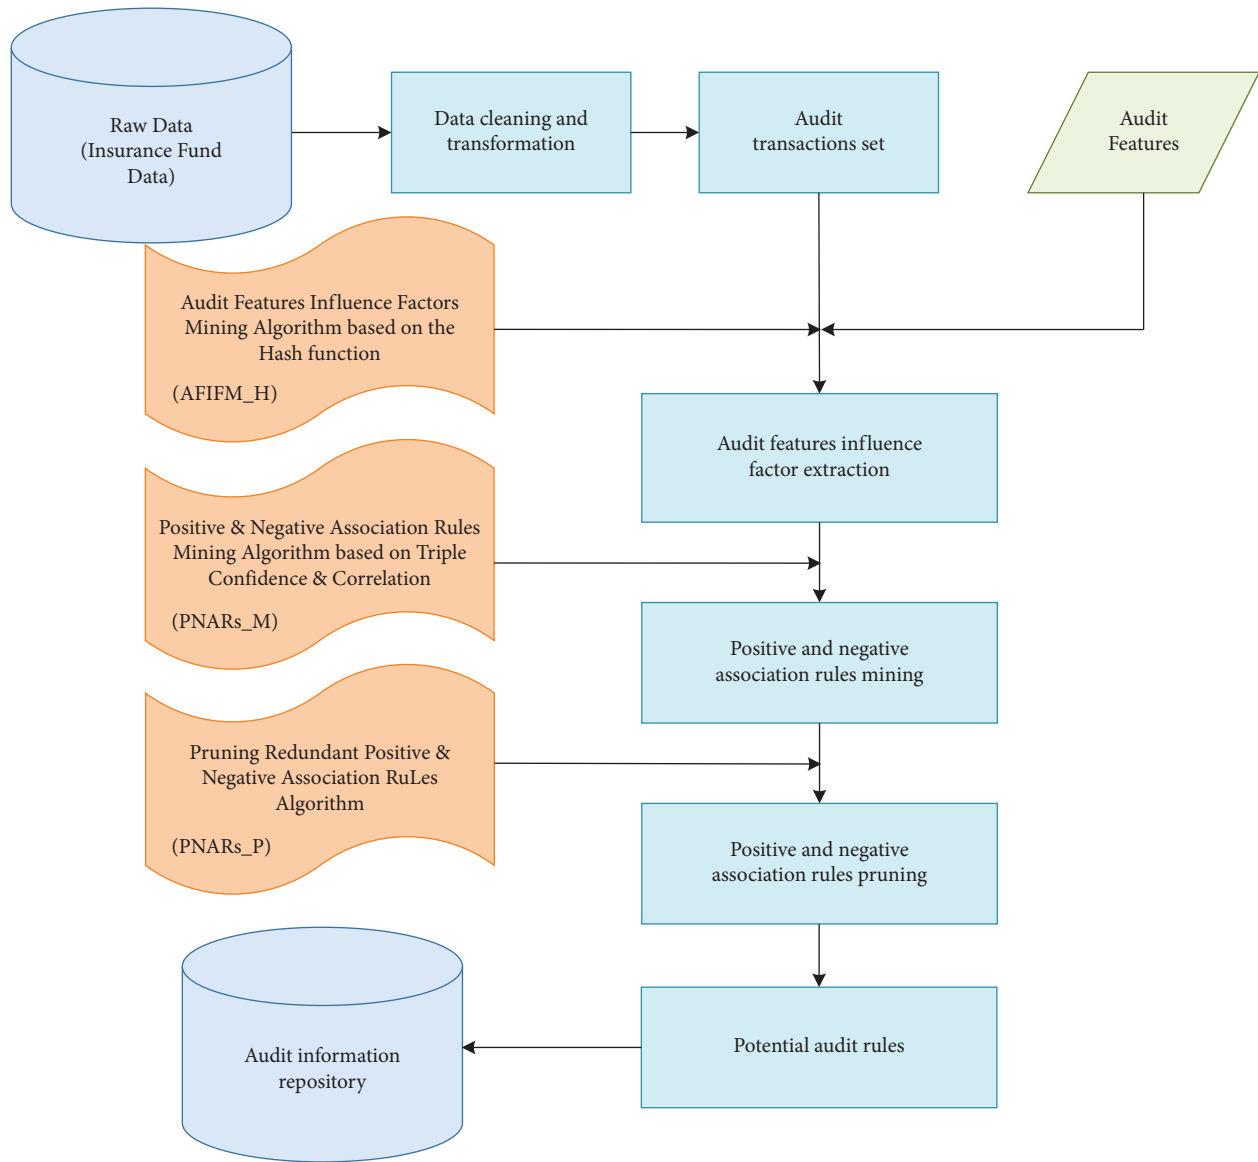 Raw Data
(Insurance Fund
Data)
Data cleaning and
transformation
Audit
transactions set
Audit
Features
Audit Features Influence Factors
Mining Algorithm based on the
Hash function
(AFIFM_H)
Audit features influence
factor extraction
Positive & Negative Association Rules
Mining Algorithm based on Triple
Confidence & Correlation
(PNARs_M)
Positive and negative
association rules mining
Pruning Redundant Positive &
Negative Association RuLes
Algorithm
(PNARs_P)
Positive and negative
association rules pruning
Audit information
repository
Potential audit rules